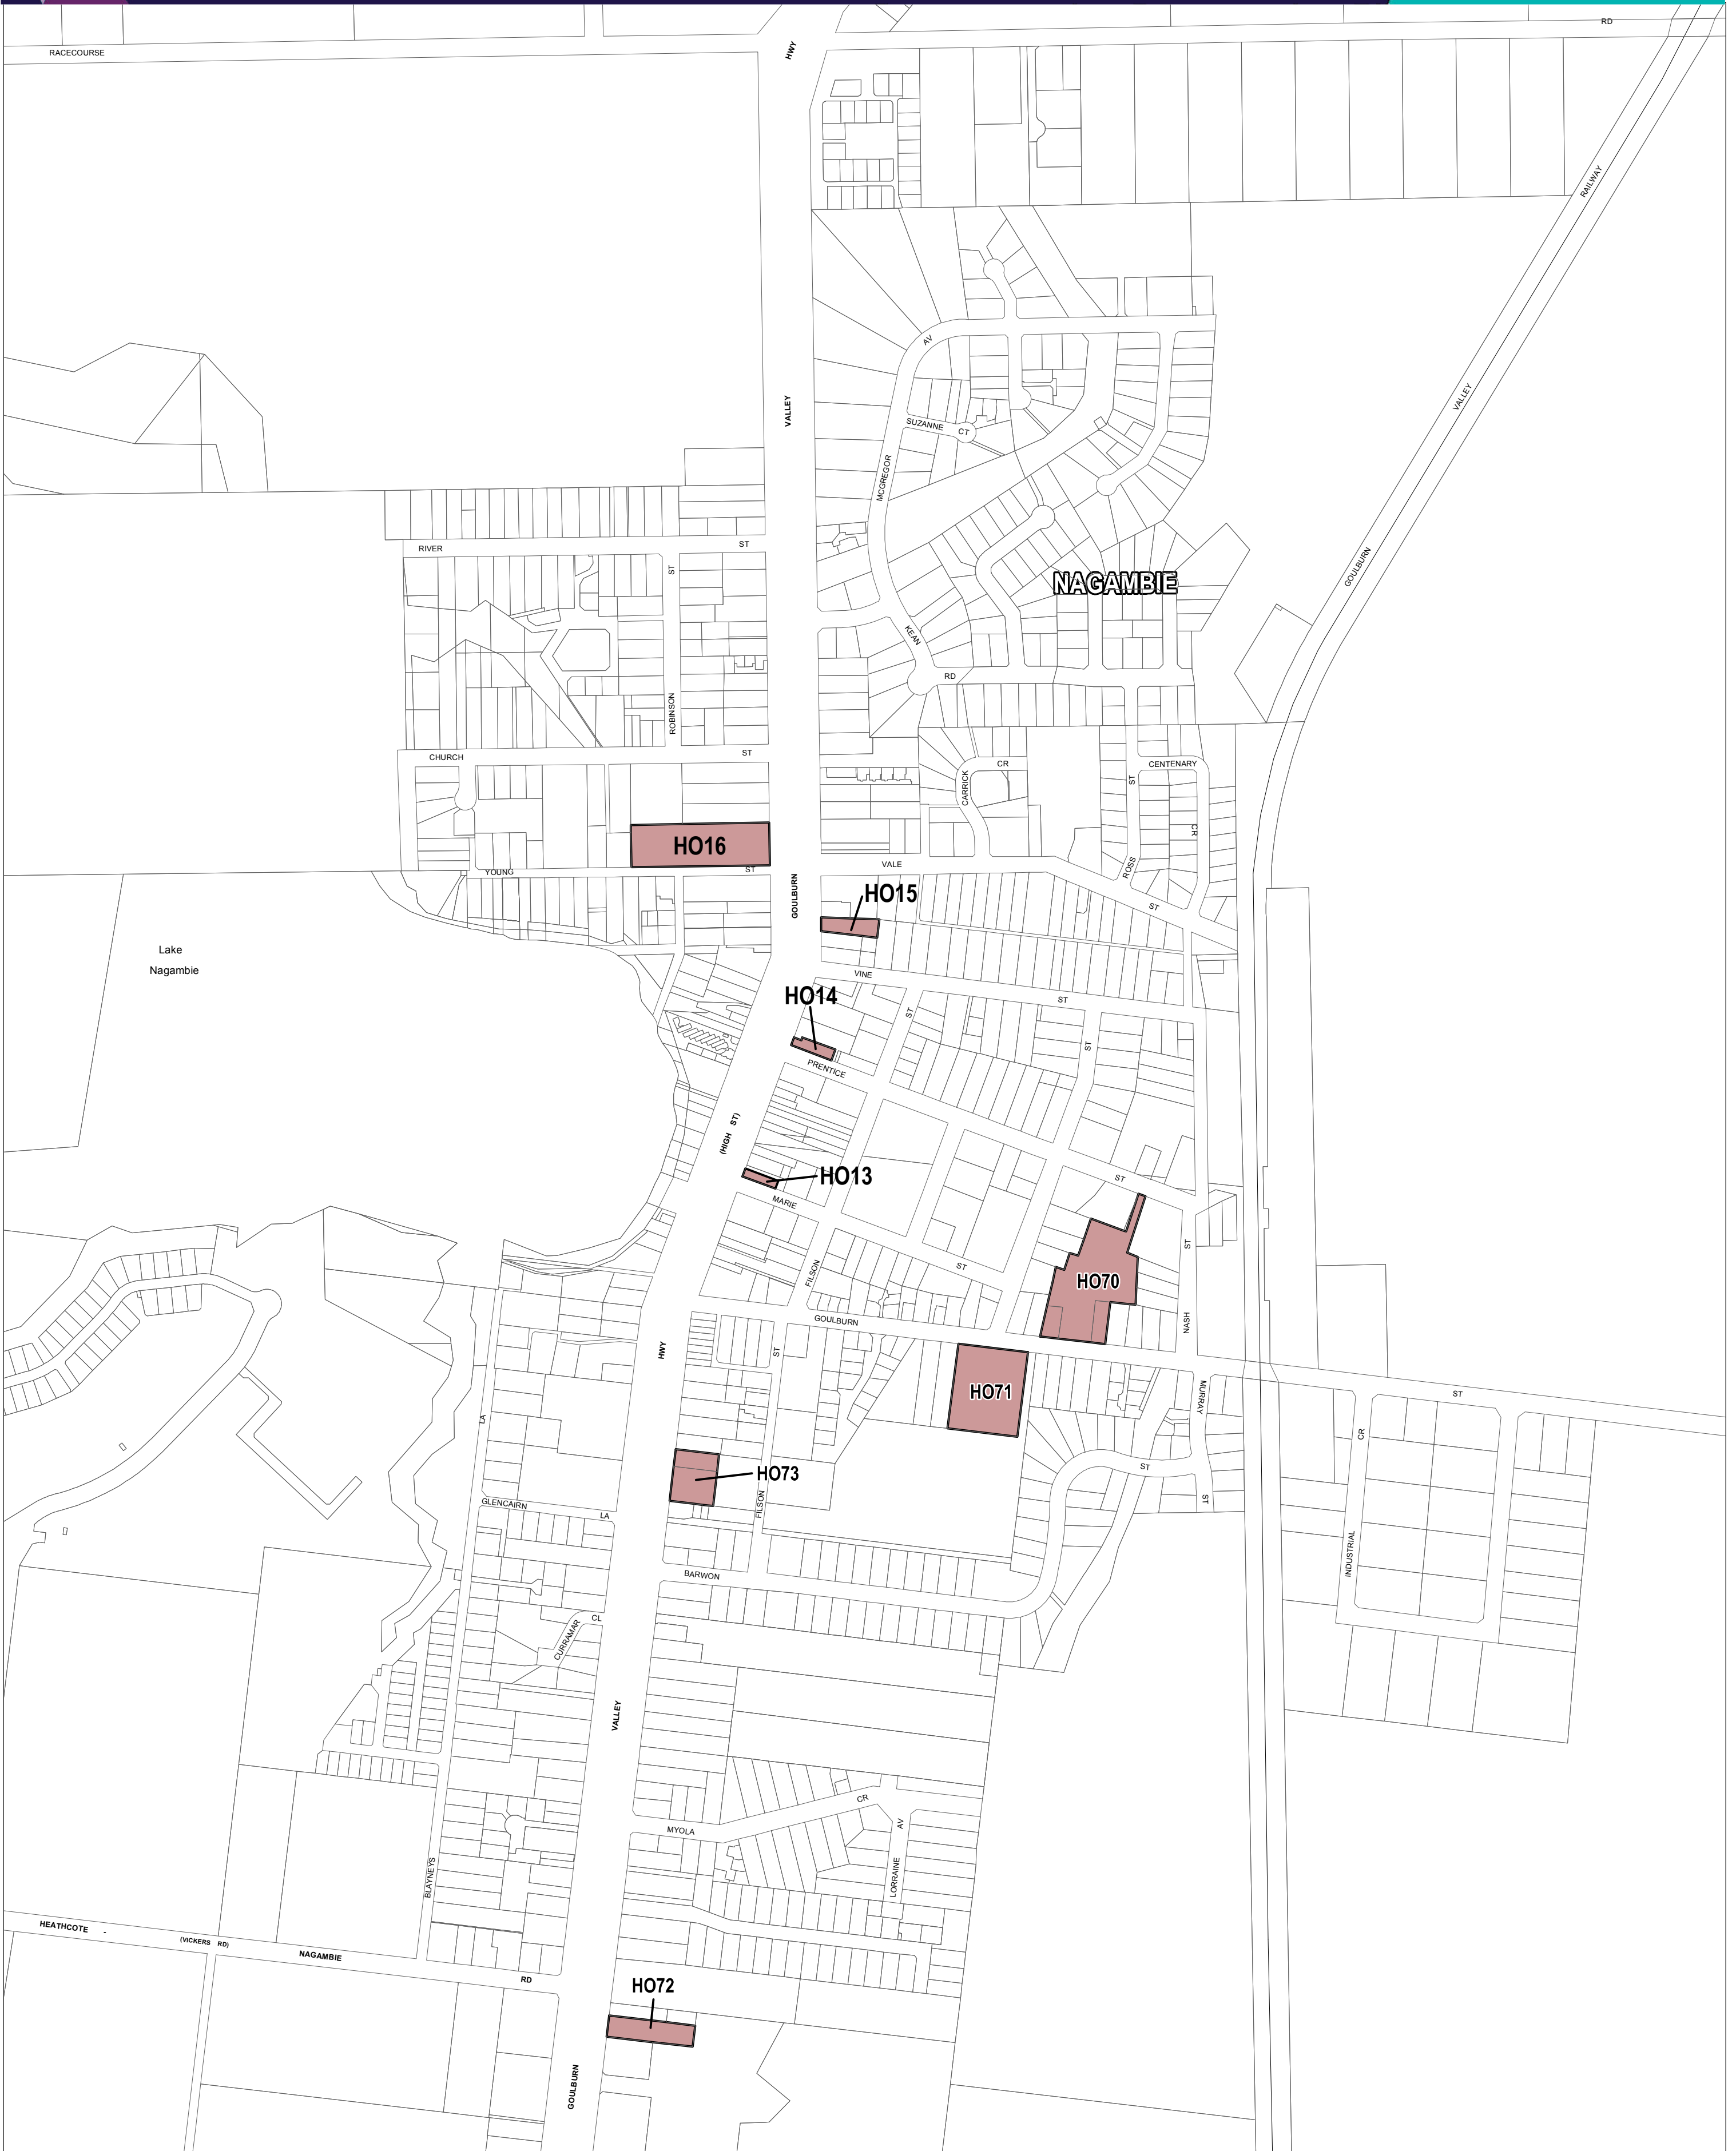 RD
RACECOURSE
HWY
RAILWAY
VALLEY
VALLEY
AV
SUZANNE CT
MCGREGOR
RIVER ST
GOULBURN
ST
NAGAMBIE
KEAN
RD
ROBINSON
CHURCH ST
CR
CENTENARY
ST
CARRICK
CR
HO16
VALE
ROSS
YOUNG ST
GOULBURN
HO15
ST
Lake
Nagambie
VINE
HO14
ST
ST
ST
PRENTICE
(HIGH ST)
HO13
ST
MARIE
ST
ST
FILSON
HO70
GOULBURN
NASH
HWY
ST
HO71
MURRAY
ST
LA
CR
ST
HO73
GLENCAIRN
LA
FILSON
ST
INDUSTRIAL
BARWON
CL
CURRAMAR
VALLEY
CR
AV
MYOLA
BLAYNEYS
LORRAINE
HEATHCOTE -
(VICKERS RD)
NAGAMBIE
RD
HO72
GOULBURN